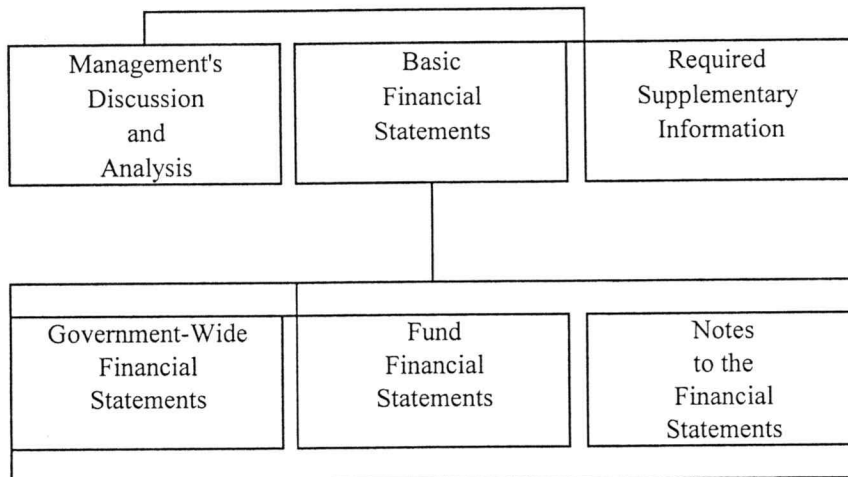 Management's
Discussion
and
Analysis
Basic
Financial
Statements
Required
Supplementary
Information
Government-Wide
Financial
Statements
Fund
Financial
Statements
Notes
to the
Financial
Statements